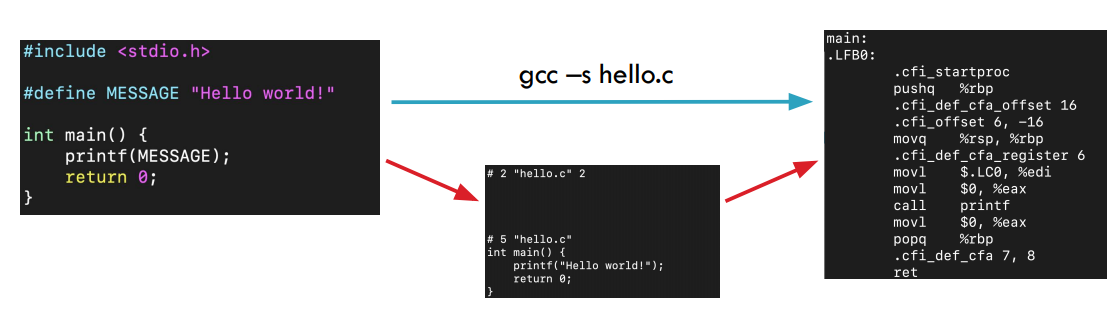 #include <stdio.h>
#define MESSAGE "Hello world!"
int main() {
    printf(MESSAGE);
    return 0;
}
gcc –s hello.c
# 2 "hello.c" 2
# 5 "hello.c"
int main() {
    printf("Hello world!");
    return 0;
}
main:
.LFB0:
        .cfi_startproc
        pushq   %rbp
        .cfi_def_cfa_offset 16
        .cfi_offset 6, -16
        movq    %rsp, %rbp
        .cfi_def_cfa_register 6
        movl    $.LC0, %edi
        movl    $0, %eax
        call    printf
        movl    $0, %eax
        popq    %rbp
        .cfi_def_cfa 7, 8
        ret